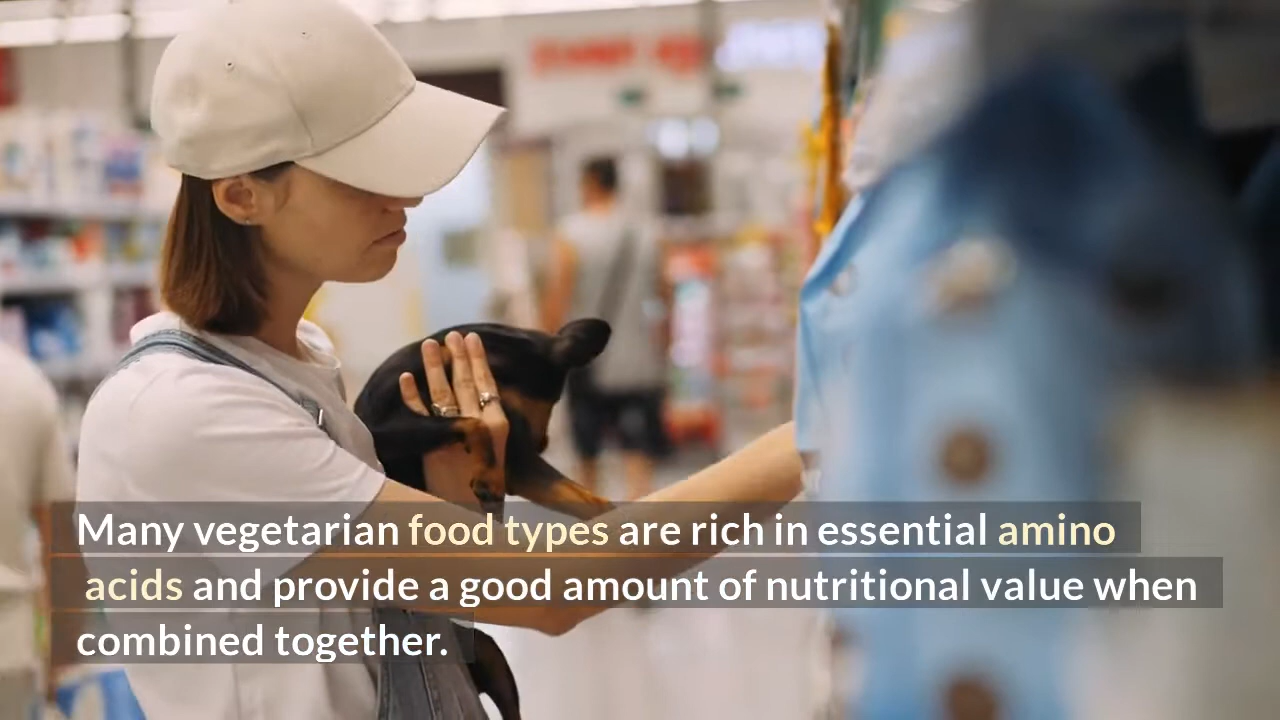 Many vegetarian food types are rich in essential amino
acids and provide a good amount of nutritional value when
combined together.